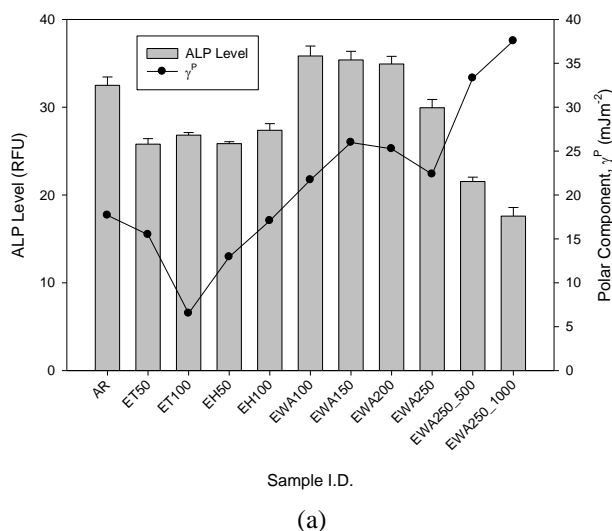 40
30
20
10
0
ALP Level (RFU)
ALP Level
γᴾ
40
35
30
25
20
15
10
5
0
Polar Component, γᴾ (mJm⁻²)
AR
ET50
ET100
EH50
EH100
EWA100
EWA150
EWA200
EWA250
EWA250_500
EWA250_1000
Sample I.D.
(a)